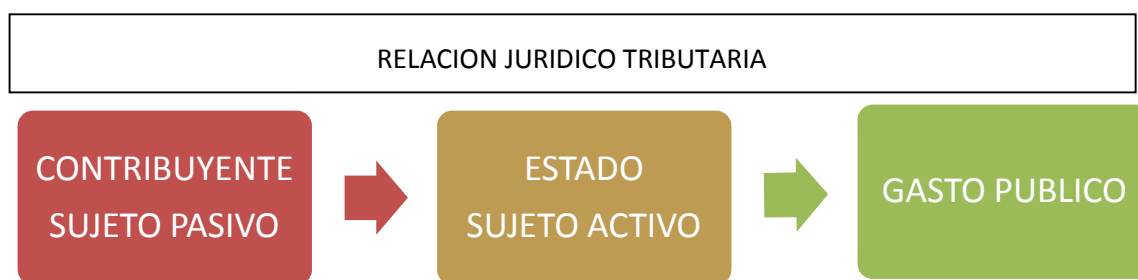 RELACION JURIDICO TRIBUTARIA
CONTRIBUYENTE
SUJETO PASIVO
ESTADO
SUJETO ACTIVO
GASTO PUBLICO